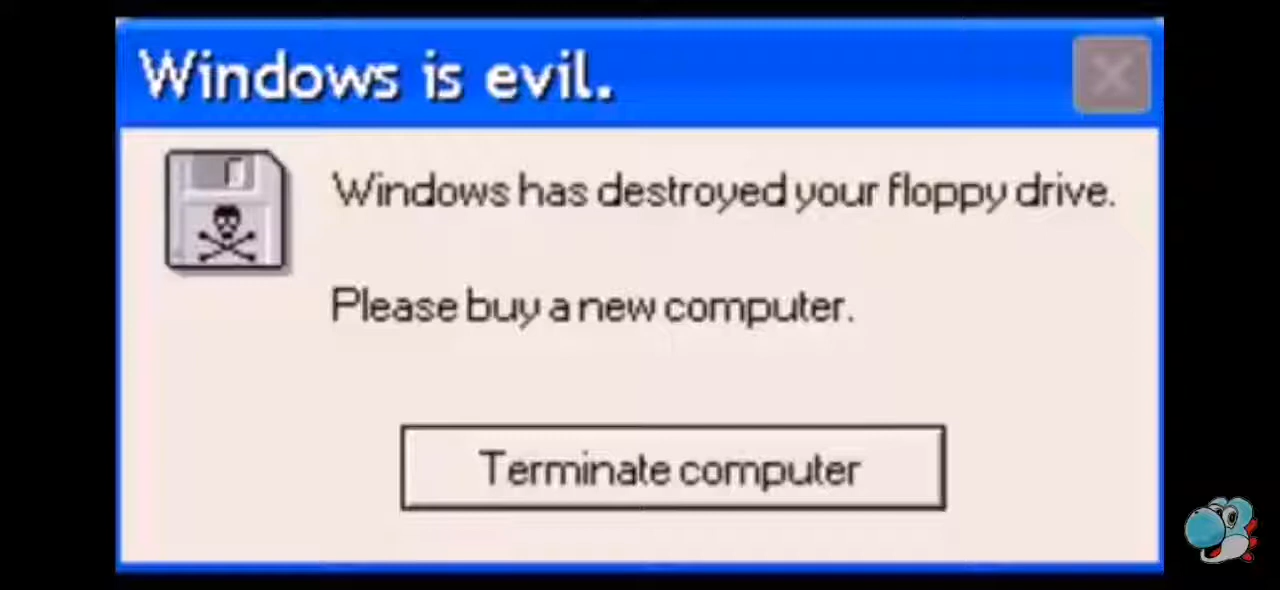 Windows is evil.
Windows has destroyed your floppy drive.
Please buy a new computer.
Terminate computer